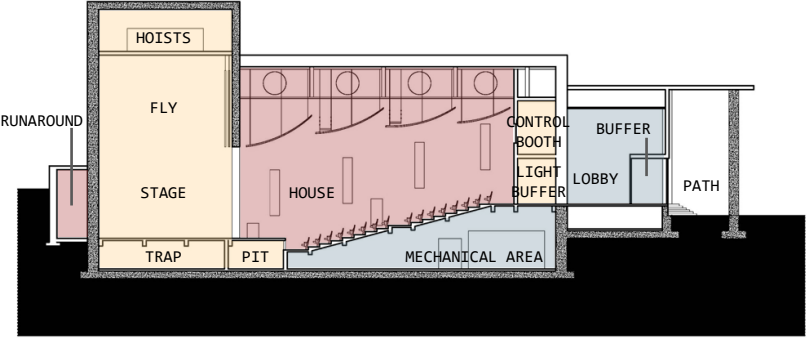 HOISTS
FLY
RUNAROUND
CONTROL
BOOTH
BUFFER
LIGHT
BUFFER
LOBBY
STAGE
HOUSE
PATH
TRAP
PIT
MECHANICAL AREA